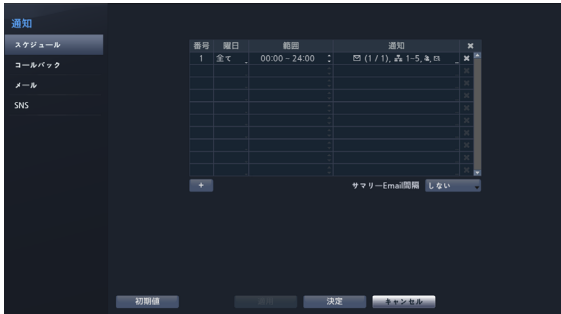 通知
スケジュール
コールバック
メール
SNS
番号 曜日 範囲 通知 ×
1 全て 00:00 - 24:00 (1 / 1), 1-5, ×
+ サマリーEmail間隔 しない
初期値 適用 決定 キャンセル